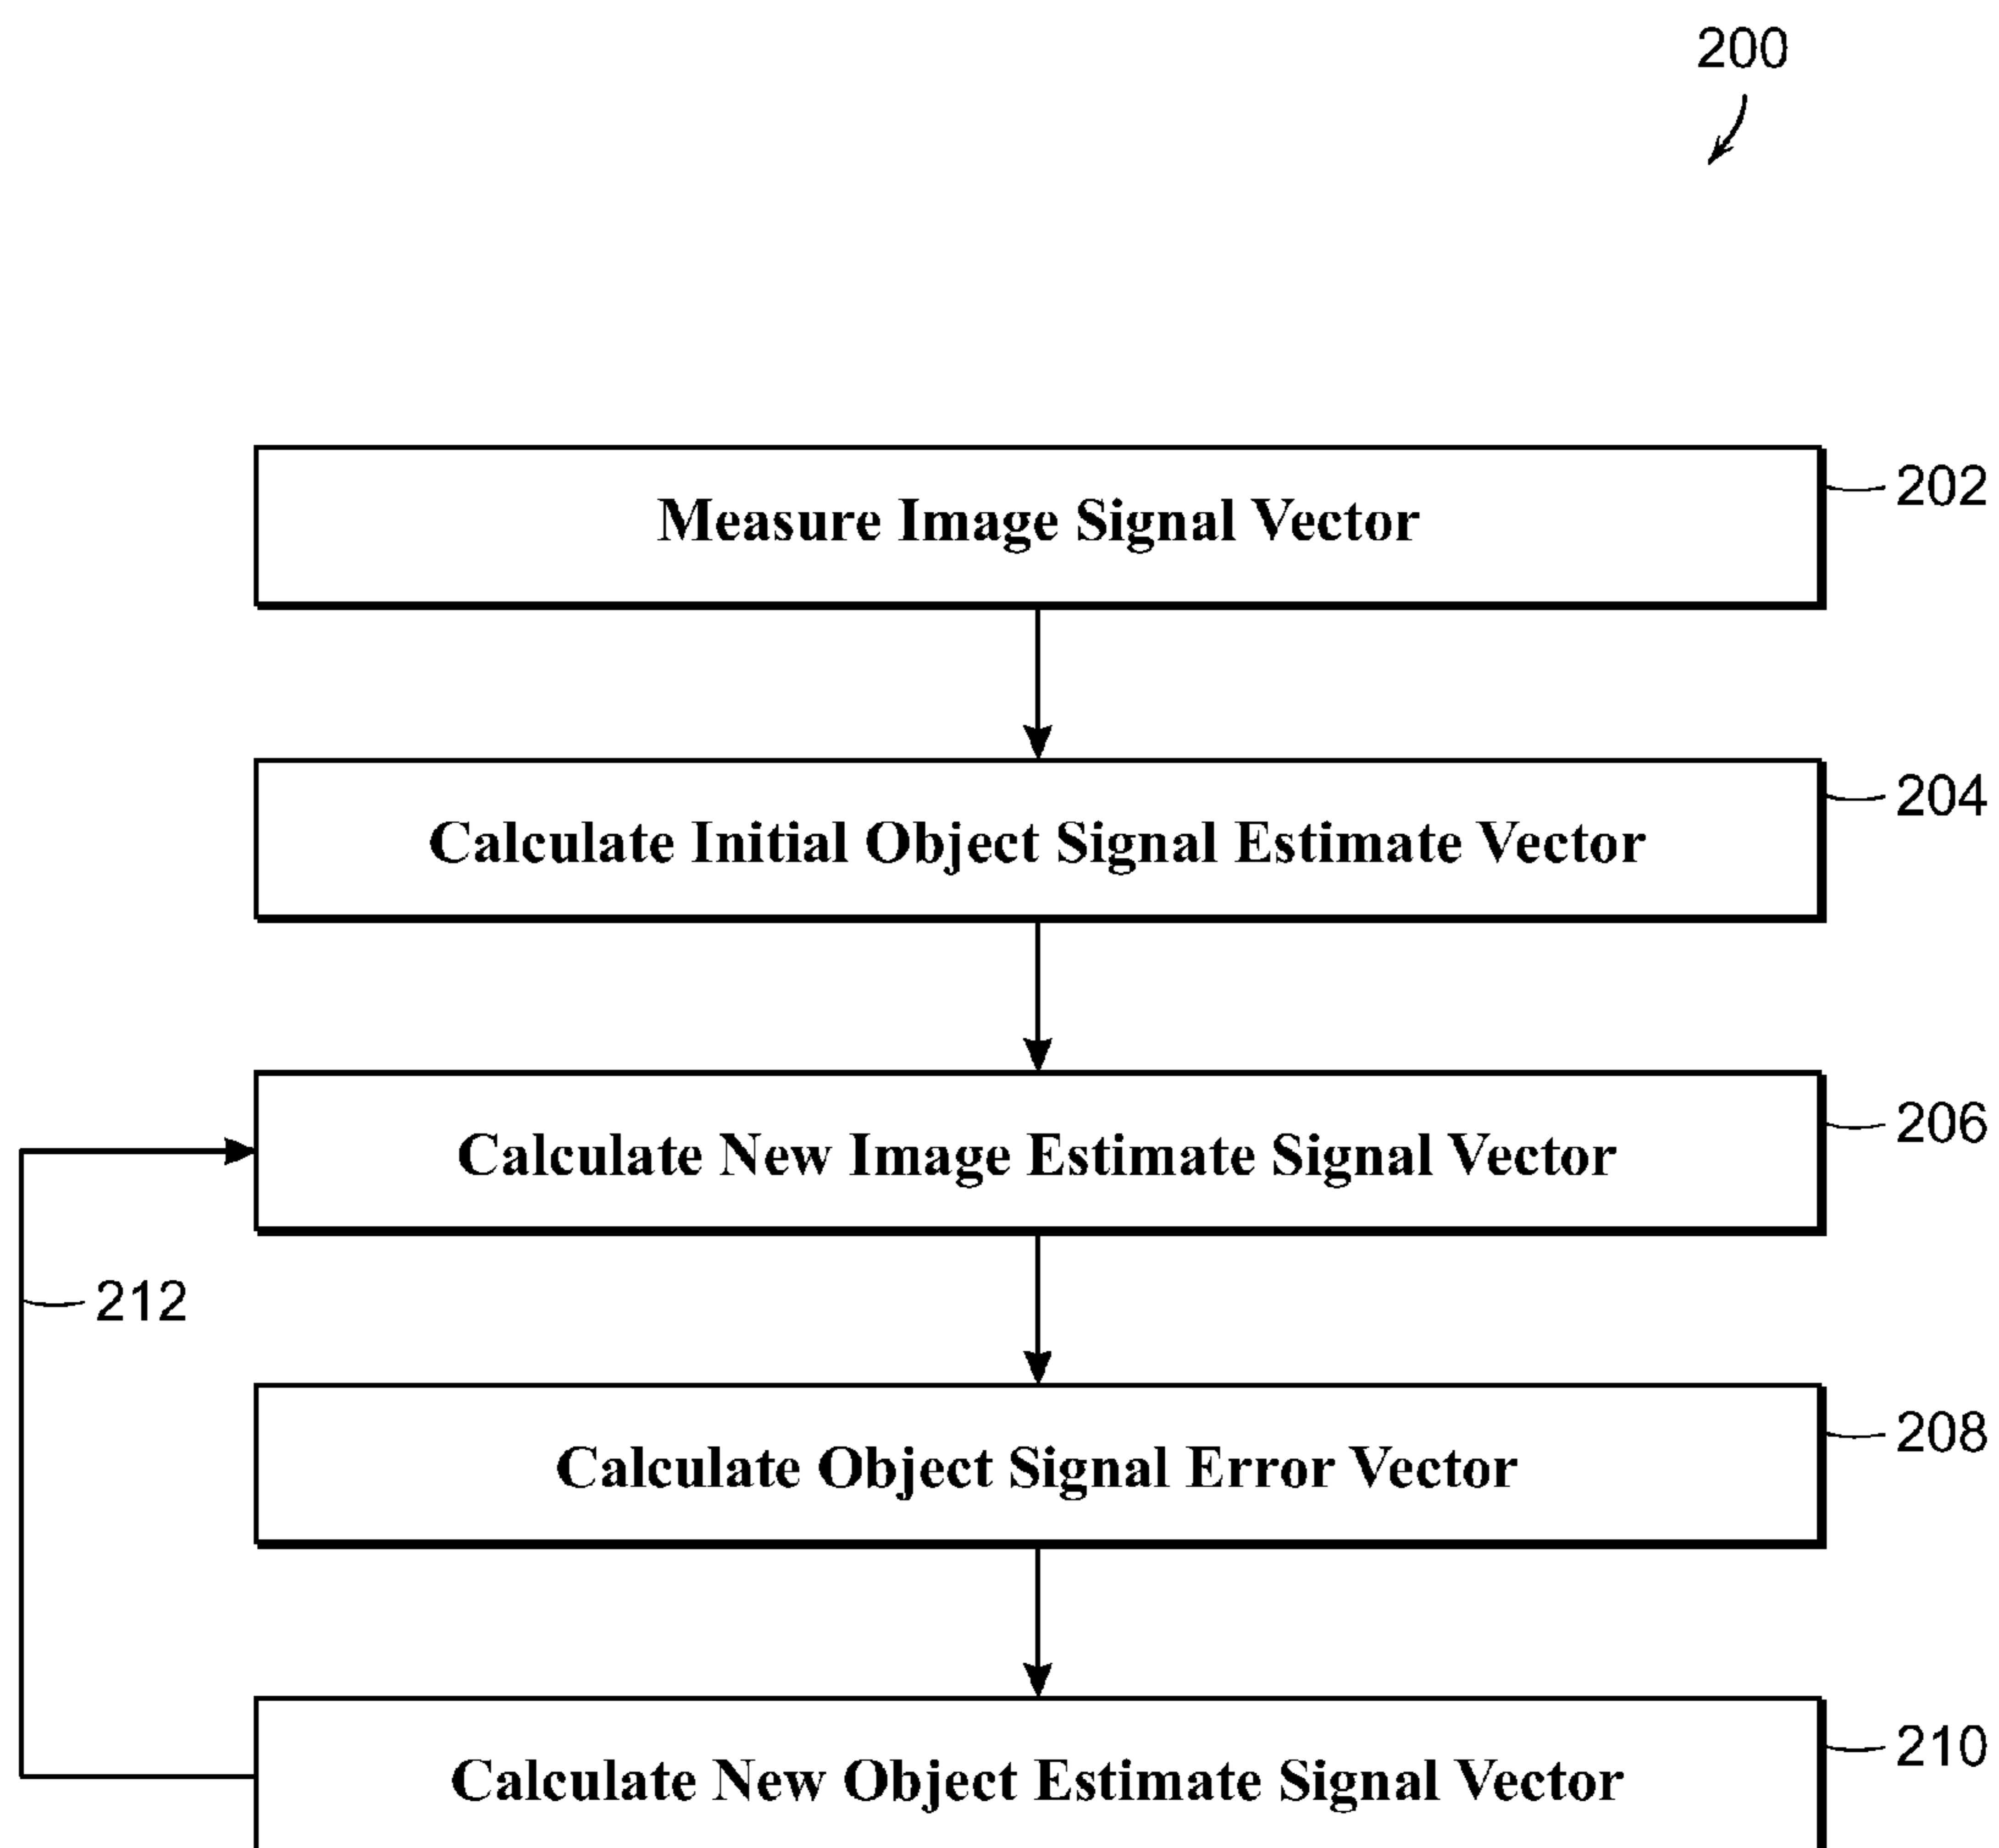 200
Measure Image Signal Vector
202
Calculate Initial Object Signal Estimate Vector
204
Calculate New Image Estimate Signal Vector
206
212
Calculate Object Signal Error Vector
208
Calculate New Object Estimate Signal Vector
210